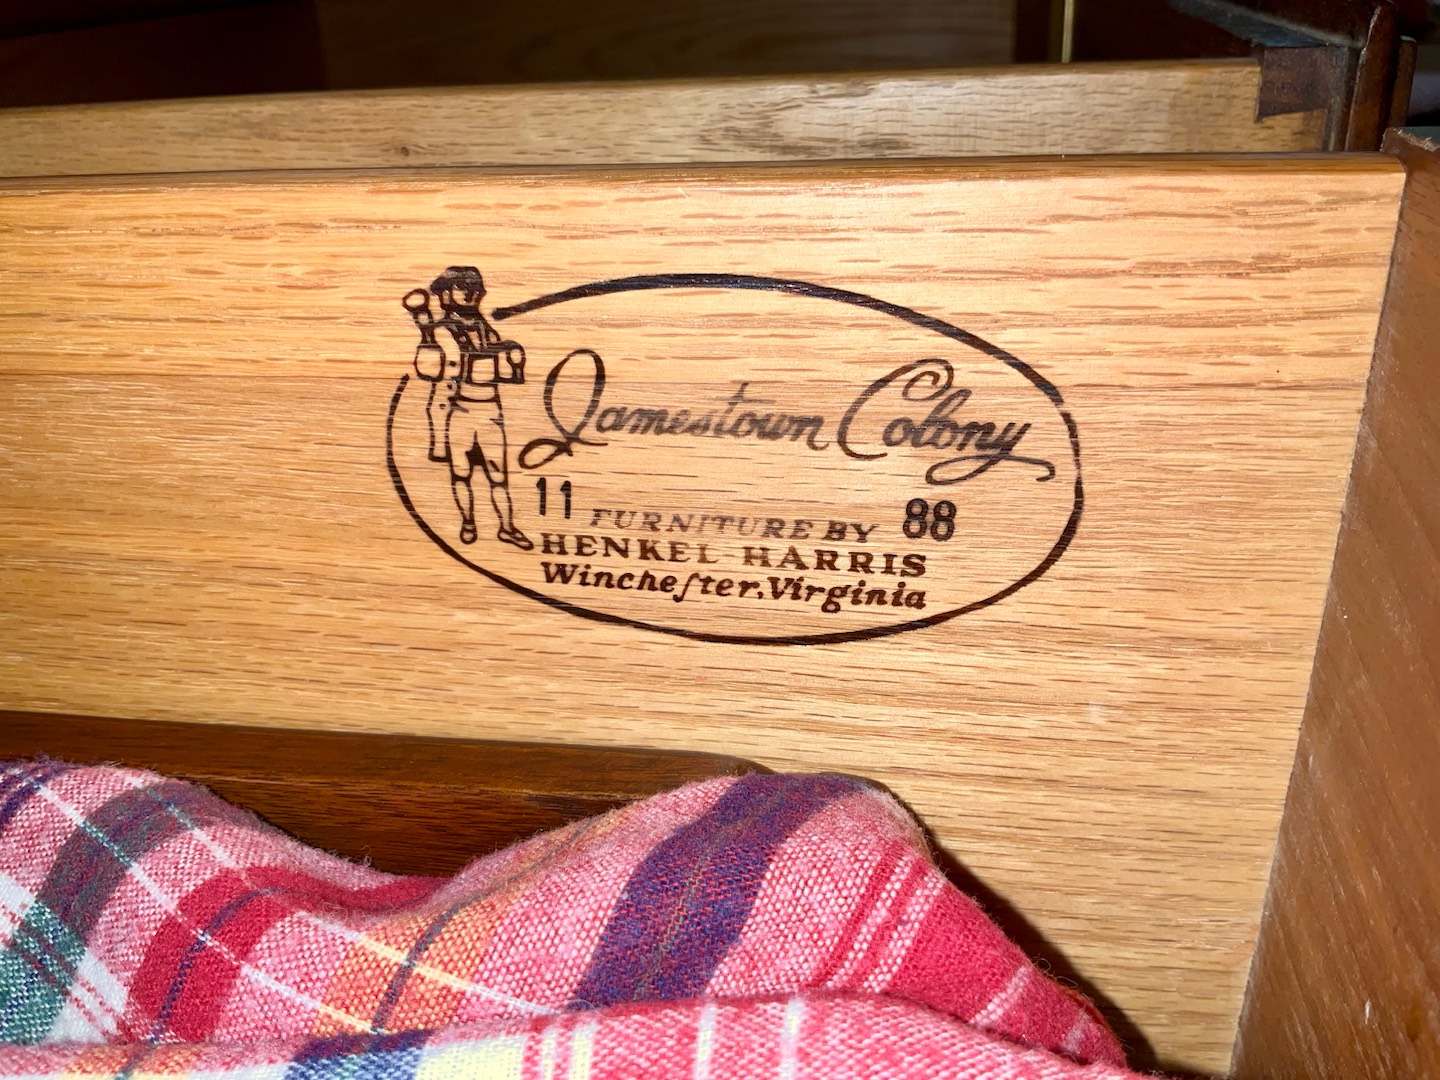 Jamestown Colony
11 FURNITURE BY 88
HENKEL-HARRIS
Wincheſter, Virginia